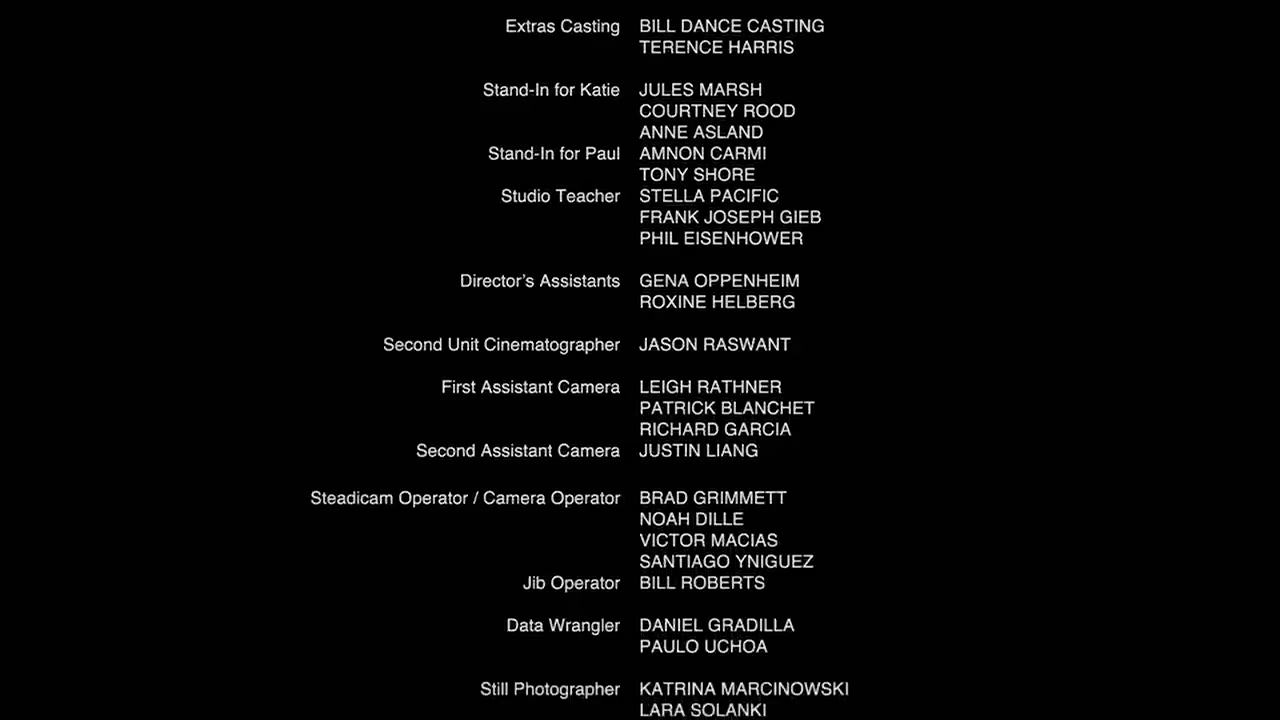 Extras Casting BILL DANCE CASTING
TERENCE HARRIS
Stand-In for Katie JULES MARSH
COURTNEY ROOD
ANNE ASLAND
Stand-In for Paul AMNON CARMI
TONY SHORE
Studio Teacher STELLA PACIFIC
FRANK JOSEPH GIEB
PHIL EISENHOWER
Director's Assistants GENA OPPENHEIM
ROXINE HELBERG
Second Unit Cinematographer JASON RASWANT
First Assistant Camera LEIGH RATHNER
PATRICK BLANCHET
RICHARD GARCIA
Second Assistant Camera JUSTIN LIANG
Steadicam Operator / Camera Operator BRAD GRIMMETT
NOAH DILLE
VICTOR MACIAS
SANTIAGO YNIGUEZ
Jib Operator BILL ROBERTS
Data Wrangler DANIEL GRADILLA
PAULO UCHOA
Still Photographer KATRINA MARCINOWSKI
LARA SOLANKI